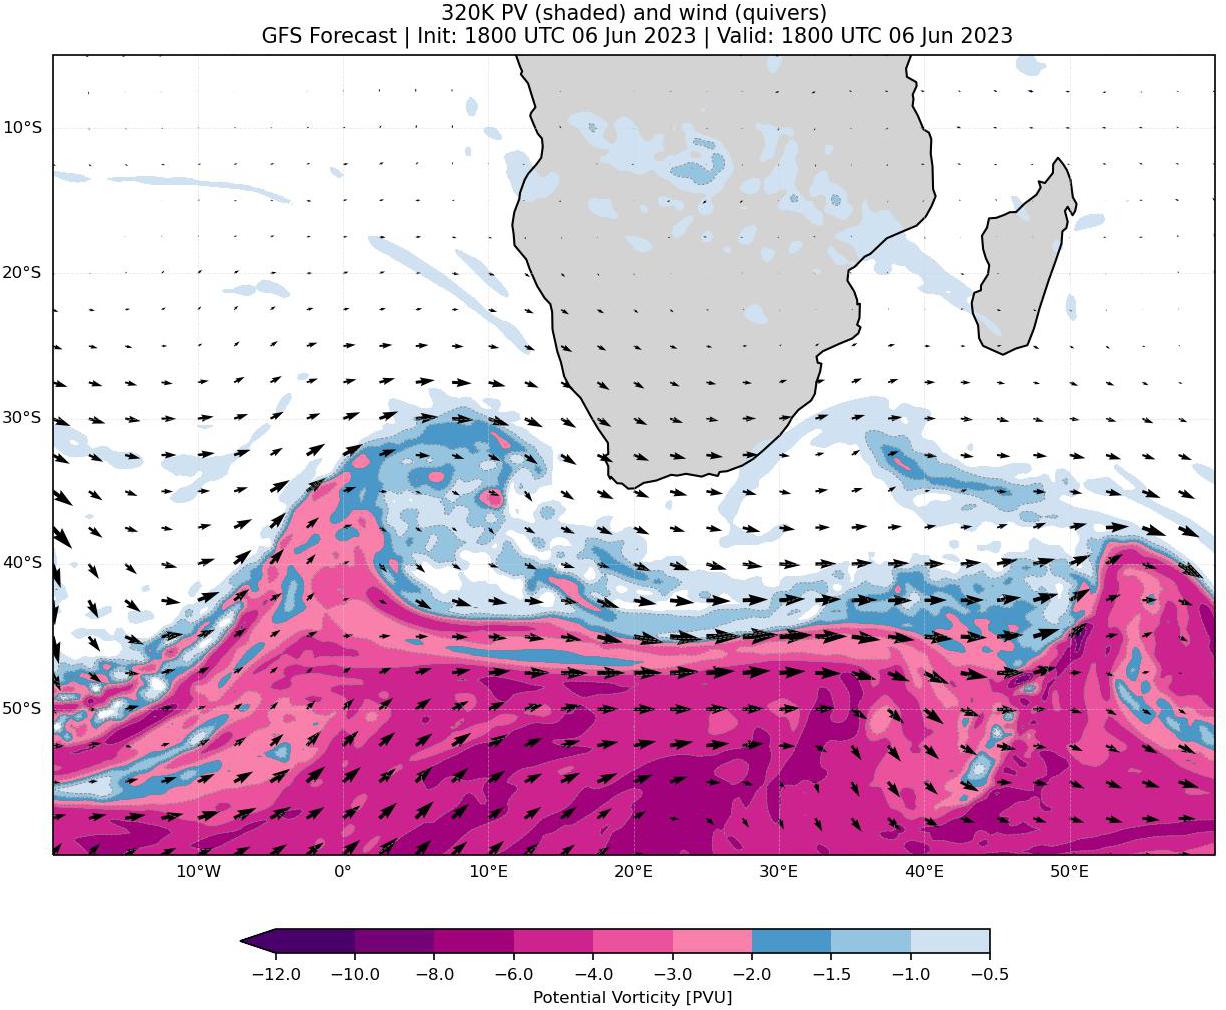 320K PV (shaded) and wind (quivers)
GFS Forecast | Init: 1800 UTC 06 Jun 2023 | Valid: 1800 UTC 06 Jun 2023
10°S
20°S
30°S
40°S
50°S
10°W 0° 10°E 20°E 30°E 40°E 50°E
−12.0 −10.0 −8.0 −6.0 −4.0 −3.0 −2.0 −1.5 −1.0 −0.5
Potential Vorticity [PVU]